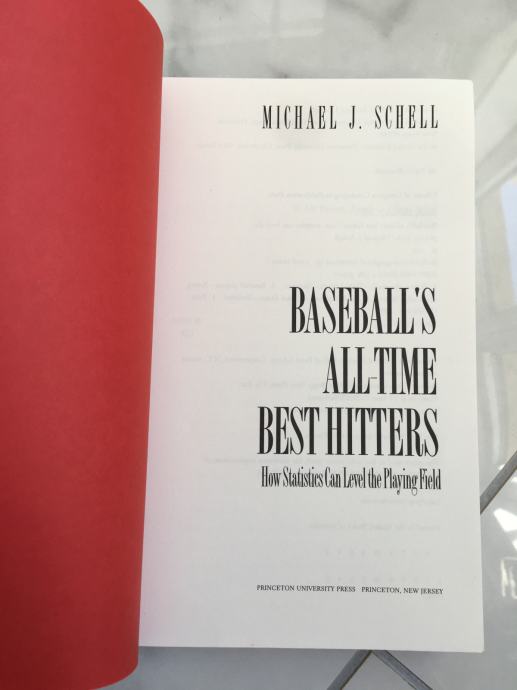 MICHAEL J. SCHELL
BASEBALL'S
ALL-TIME
BEST HITTERS
How Statistics Can Level the Playing Field
PRINCETON UNIVERSITY PRESS PRINCETON, NEW JERSEY